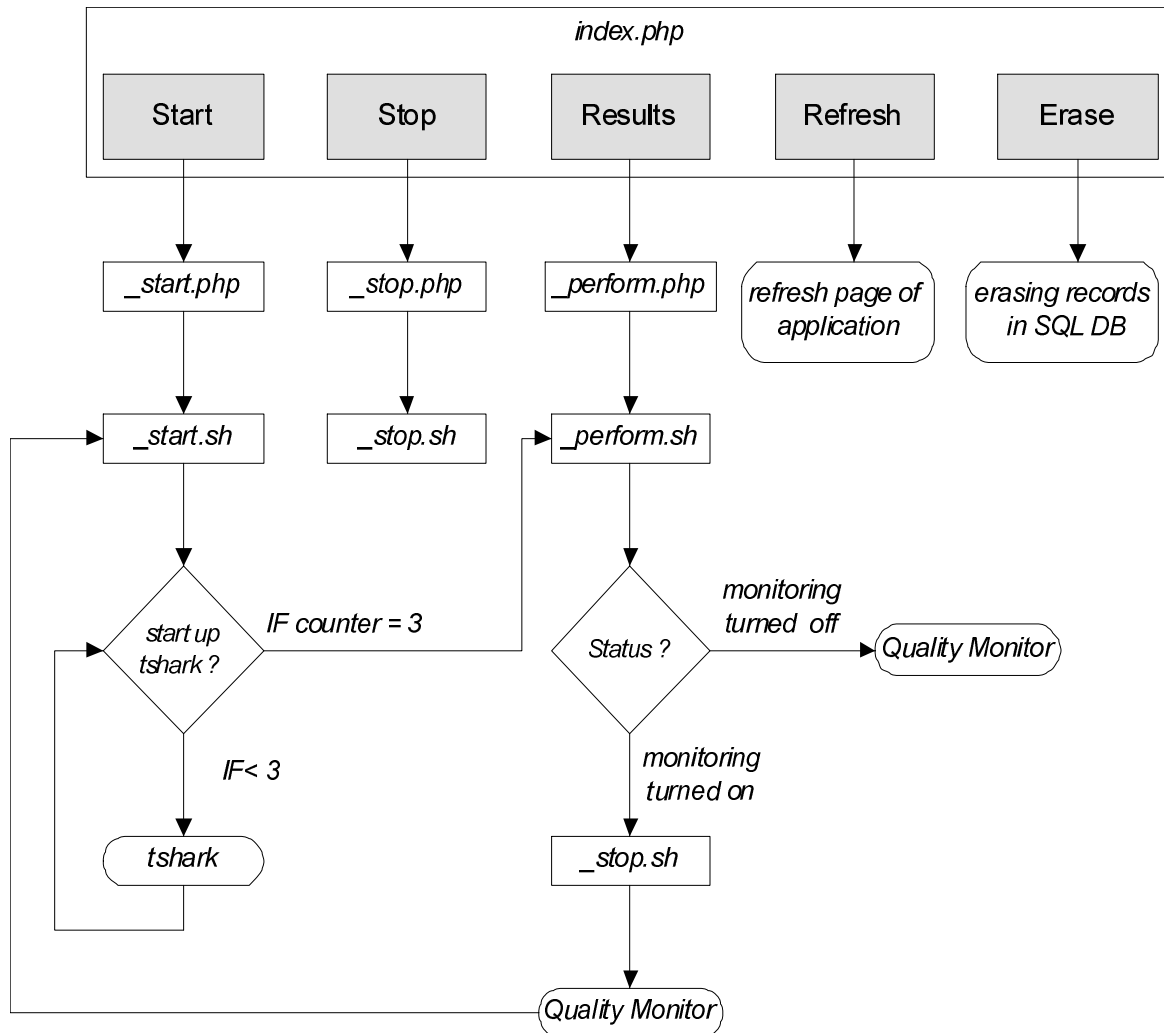 index.php
Start
Stop
Results
Refresh
Erase
_start.php
_stop.php
_perform.php
refresh page of
application
erasing records
in SQL DB
_start.sh
_stop.sh
_perform.sh
start up
tshark ?
IF counter = 3
Status ?
monitoring
turned off
Quality Monitor
IF< 3
monitoring
turned on
tshark
_stop.sh
Quality Monitor